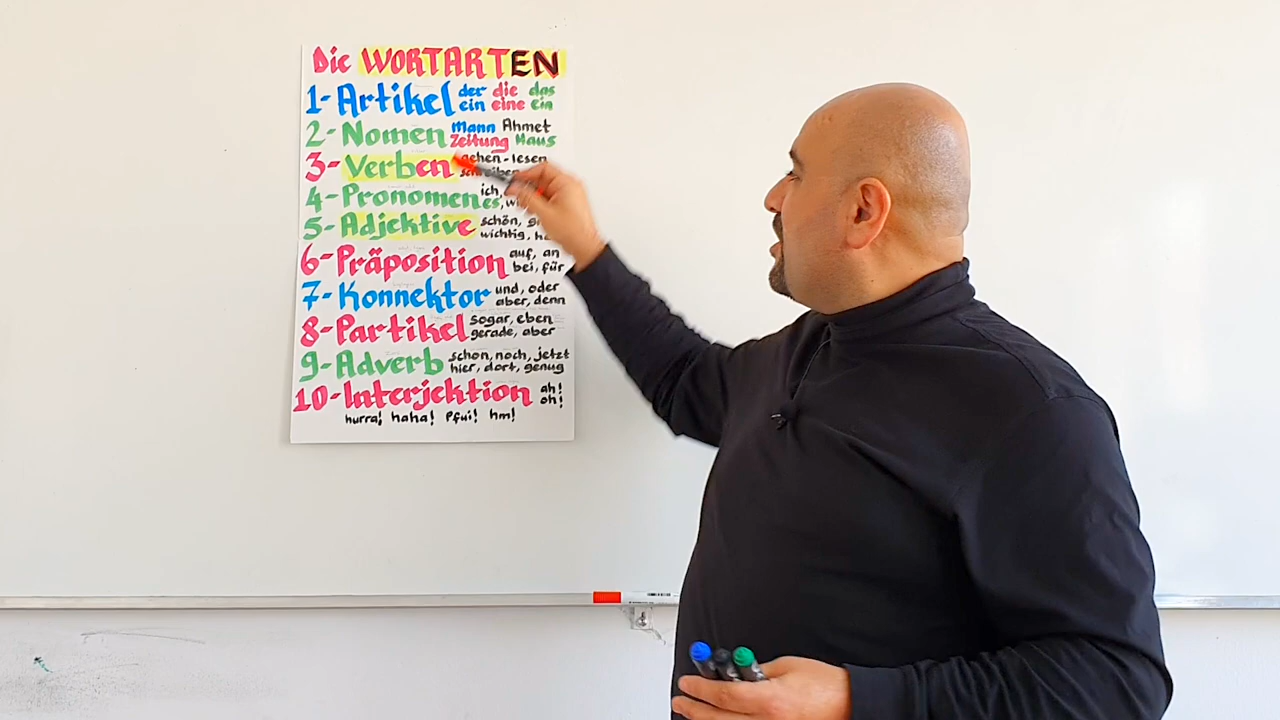 Die WORTARTEN
1-Artikel der die das
ein eine ein
2-Nomen Mann Ahmet
Zeitung Haus
3-Verben gehen-lesen
schreiben
4-Pronomen ich,
es,
5-Adjektive schön,
wichtig,
6-Präposition auf, an
bei, für
7-Konnektor und, oder
aber, denn
8-Partikel sogar, eben
gerade, aber
9-Adverb schon, noch, jetzt
hier, dort, genug
10-Interjektion ah!
oh!
hurra! haha! Pfui! hm!